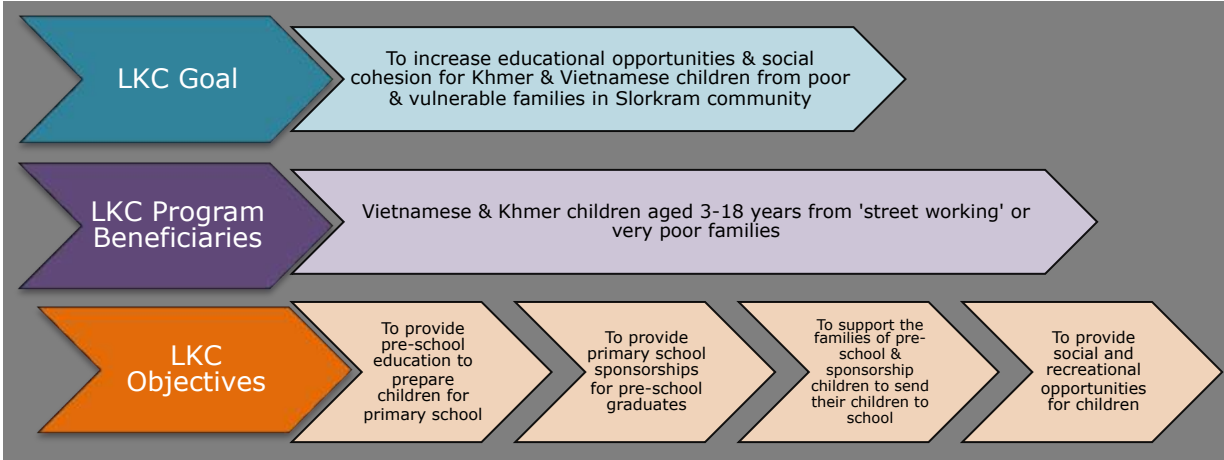 LKC Goal
To increase educational opportunities & social
cohesion for Khmer & Vietnamese children from poor
& vulnerable families in Slorkram community
LKC Program
Beneficiaries
Vietnamese & Khmer children aged 3-18 years from 'street working' or
very poor families
LKC
Objectives
To provide
pre-school
education to
prepare
children for
primary school
To provide
primary school
sponsorships
for pre-school
graduates
To support the
families of pre-
school &
sponsorship
children to send
their children to
school
To provide
social and
recreational
opportunities
for children